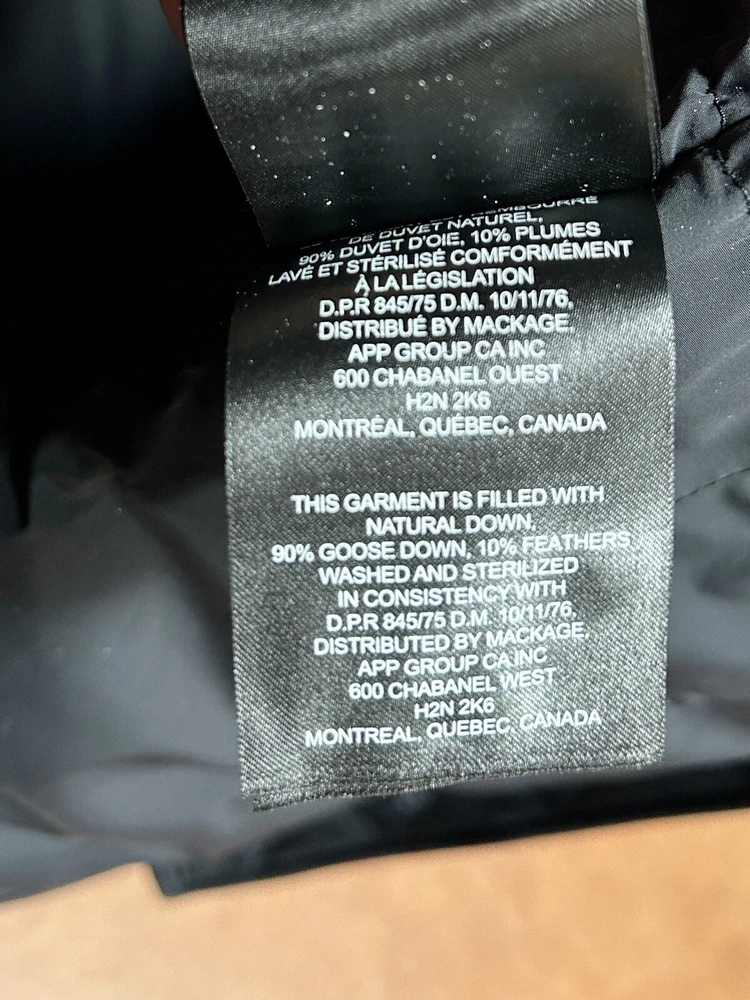 REMBOURRÉ
DE DUVET NATUREL,
90% DUVET D'OIE, 10% PLUMES
LAVÉ ET STÉRILISÉ COMFORMÉMENT
À LA LÉGISLATION
D.P.R 845/75 D.M. 10/11/76,
DISTRIBUÉ BY MACKAGE,
APP GROUP CA INC
600 CHABANEL OUEST
H2N 2K6
MONTRÉAL, QUÉBEC, CANADA
THIS GARMENT IS FILLED WITH
NATURAL DOWN,
90% GOOSE DOWN, 10% FEATHERS
WASHED AND STERILIZED
IN CONSISTENCY WITH
D.P.R 845/75 D.M. 10/11/76,
DISTRIBUTED BY MACKAGE,
APP GROUP CA INC
600 CHABANEL WEST
H2N 2K6
MONTREAL, QUEBEC, CANADA